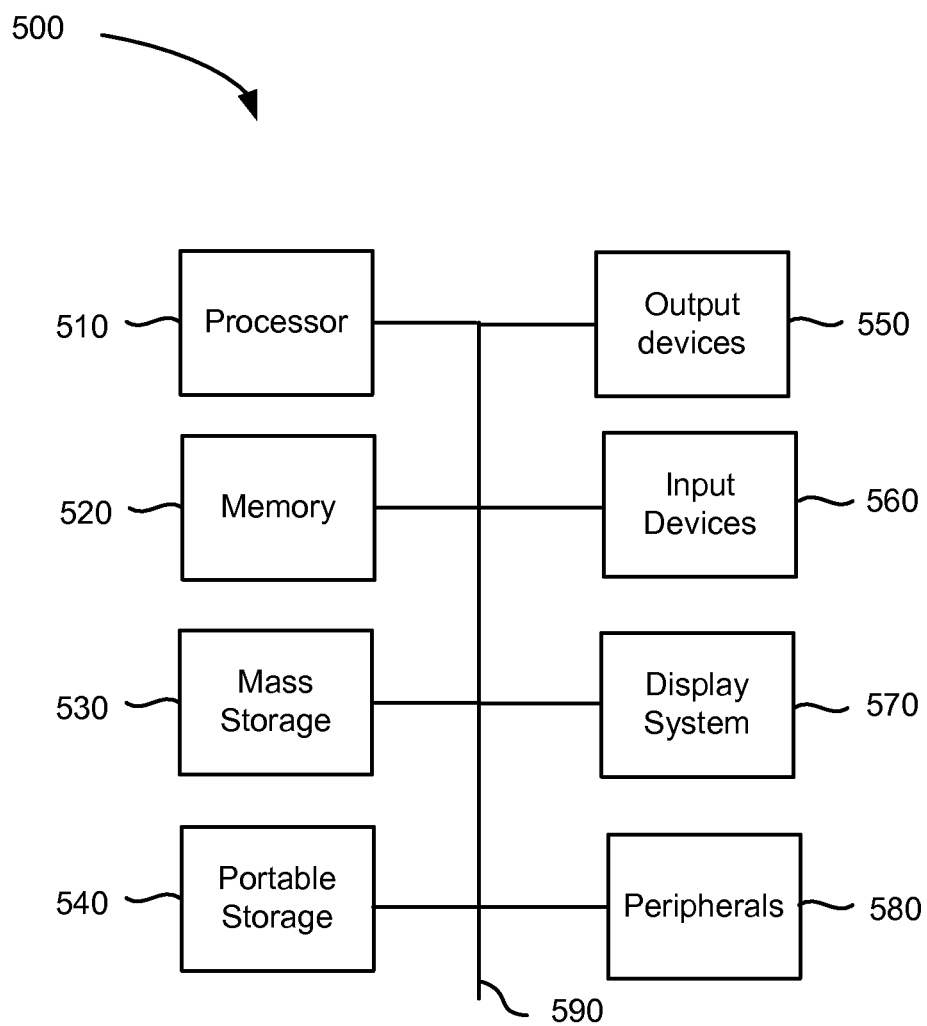 500
Processor
510
Output
devices
550
Memory
520
Input
Devices
560
Mass
Storage
530
Display
System
570
Portable
Storage
540
Peripherals
580
590